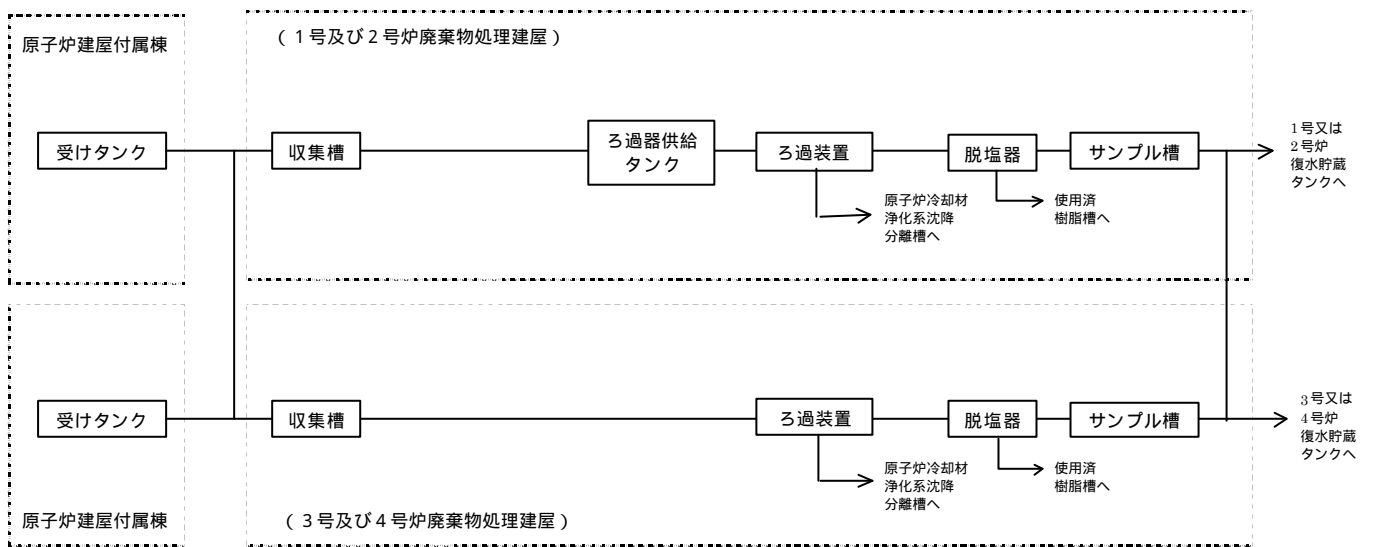 原子炉建屋付属棟
（１号及び２号炉廃棄物処理建屋）
受けタンク
収集槽
ろ過器供給
タンク
ろ過装置
脱塩器
サンプル槽
1号又は
2号炉
復水貯蔵
タンクへ
原子炉冷却材
浄化系沈降
分離槽へ
使用済
樹脂槽へ
受けタンク
収集槽
ろ過装置
脱塩器
サンプル槽
3号又は
4号炉
復水貯蔵
タンクへ
原子炉冷却材
浄化系沈降
分離槽へ
使用済
樹脂槽へ
原子炉建屋付属棟
（３号及び４号炉廃棄物処理建屋）